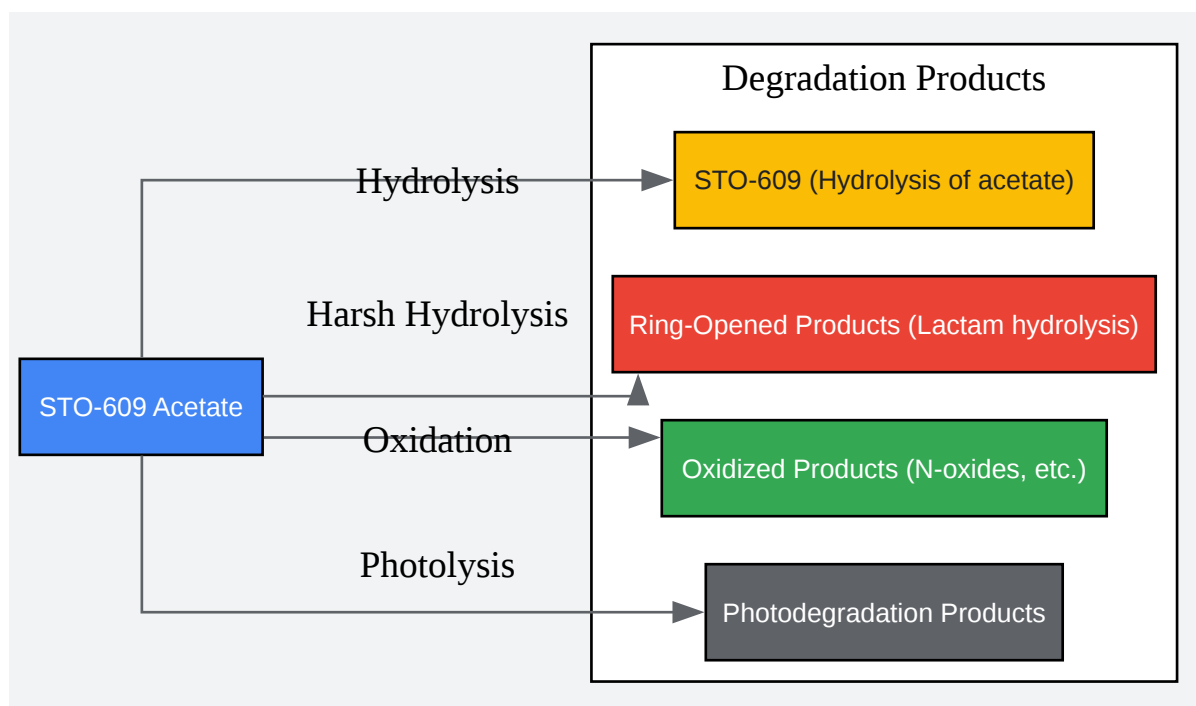 Degradation Products
Hydrolysis
STO-609 (Hydrolysis of acetate)
Harsh Hydrolysis
Ring-Opened Products (Lactam hydrolysis)
STO-609 Acetate
Oxidation
Oxidized Products (N-oxides, etc.)
Photolysis
Photodegradation Products